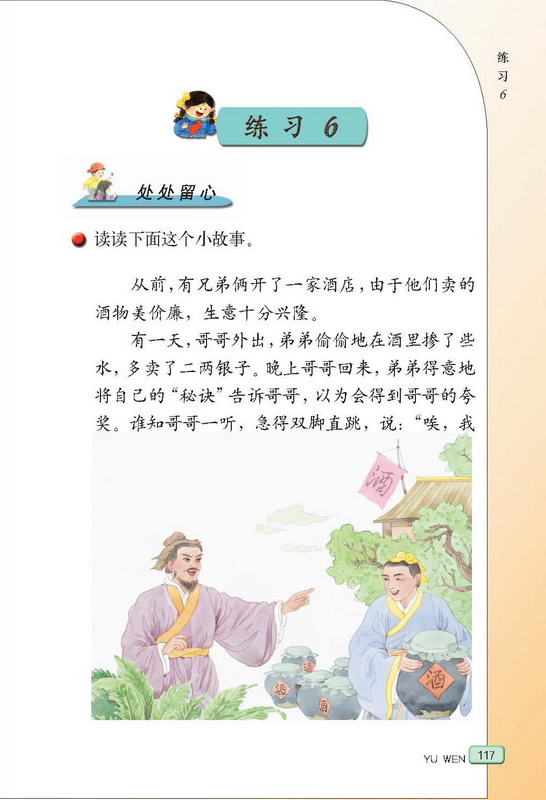 练习6
练习6
处处留心
读读下面这个小故事。
从前，有兄弟俩开了一家酒店，由于他们卖的
酒物美价廉，生意十分兴隆。
有一天，哥哥外出，弟弟偷偷地在酒里掺了些
水，多卖了二两银子。晚上哥哥回来，弟弟得意地
将自己的“秘诀”告诉哥哥，以为会得到哥哥的夸
奖。谁知哥哥一听，急得双脚直跳，说：“唉，我
酒
酒
酒
酒
酒
YU WEN 117